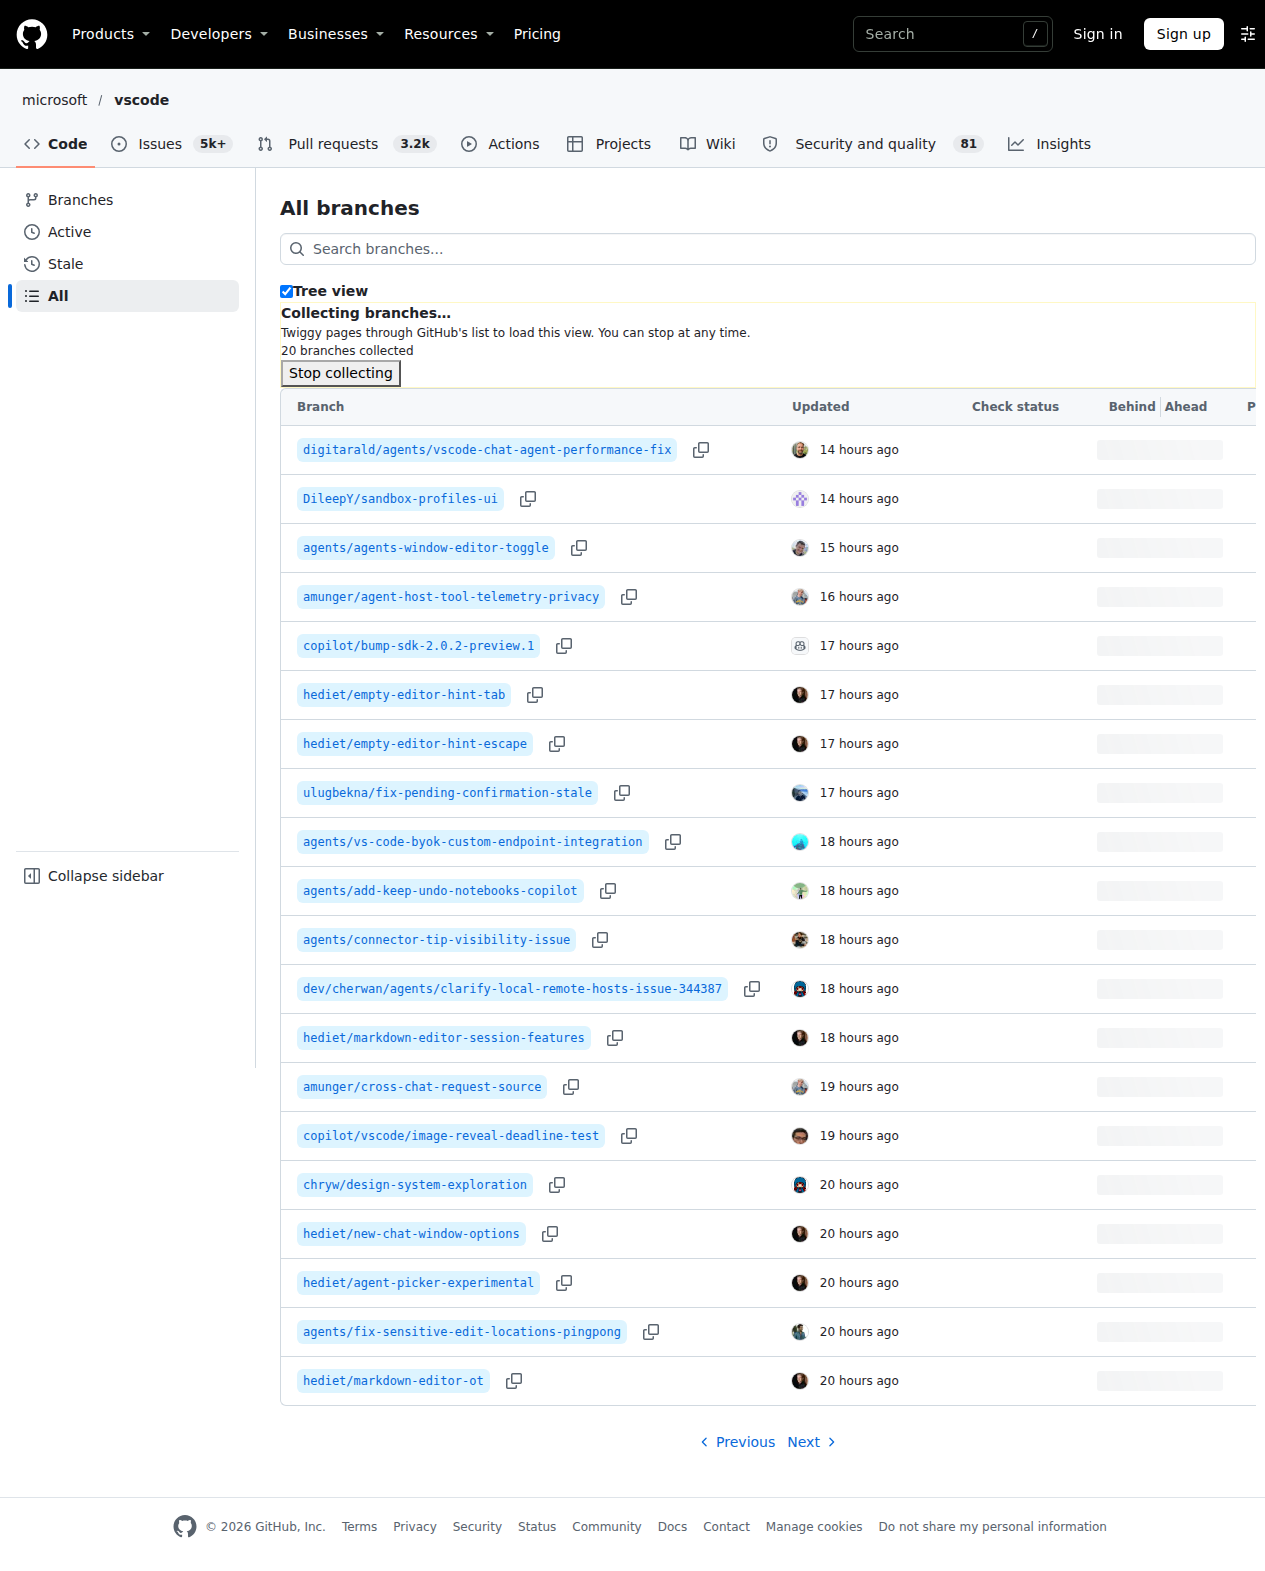 Products Developers Businesses Resources Pricing Search / Sign in Sign up
microsoft / vscode
Code Issues 5k+ Pull requests 3.2k Actions Projects Wiki Security and quality 81 Insights
Branches
Active
Stale
All
Collapse sidebar
All branches
Search branches...
Tree view
Collecting branches…
Twiggy pages through GitHub's list to load this view. You can stop at any time.
20 branches collected
Stop collecting
Branch Updated Check status Behind Ahead P
digitarald/agents/vscode-chat-agent-performance-fix 14 hours ago
DileepY/sandbox-profiles-ui 14 hours ago
agents/agents-window-editor-toggle 15 hours ago
amunger/agent-host-tool-telemetry-privacy 16 hours ago
copilot/bump-sdk-2.0.2-preview.1 17 hours ago
hediet/empty-editor-hint-tab 17 hours ago
hediet/empty-editor-hint-escape 17 hours ago
ulugbekna/fix-pending-confirmation-stale 17 hours ago
agents/vs-code-byok-custom-endpoint-integration 18 hours ago
agents/add-keep-undo-notebooks-copilot 18 hours ago
agents/connector-tip-visibility-issue 18 hours ago
dev/cherwan/agents/clarify-local-remote-hosts-issue-344387 18 hours ago
hediet/markdown-editor-session-features 18 hours ago
amunger/cross-chat-request-source 19 hours ago
copilot/vscode/image-reveal-deadline-test 19 hours ago
chryw/design-system-exploration 20 hours ago
hediet/new-chat-window-options 20 hours ago
hediet/agent-picker-experimental 20 hours ago
agents/fix-sensitive-edit-locations-pingpong 20 hours ago
hediet/markdown-editor-ot 20 hours ago
Previous Next
© 2026 GitHub, Inc. Terms Privacy Security Status Community Docs Contact Manage cookies Do not share my personal information